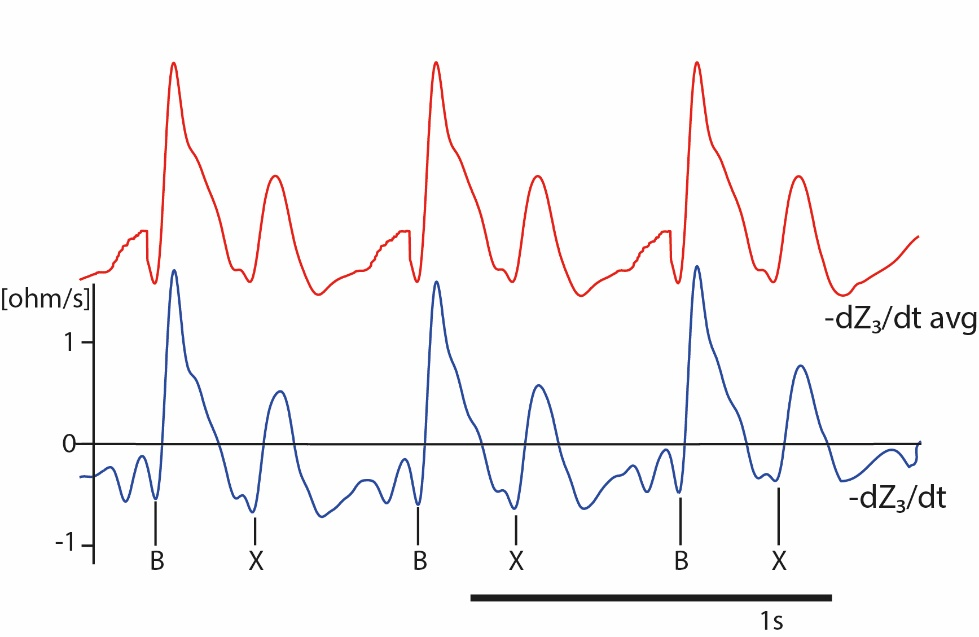 [ohm/s]
-dZ₃/dt avg
1
0
-dZ₃/dt
-1
B X B X B X
1s